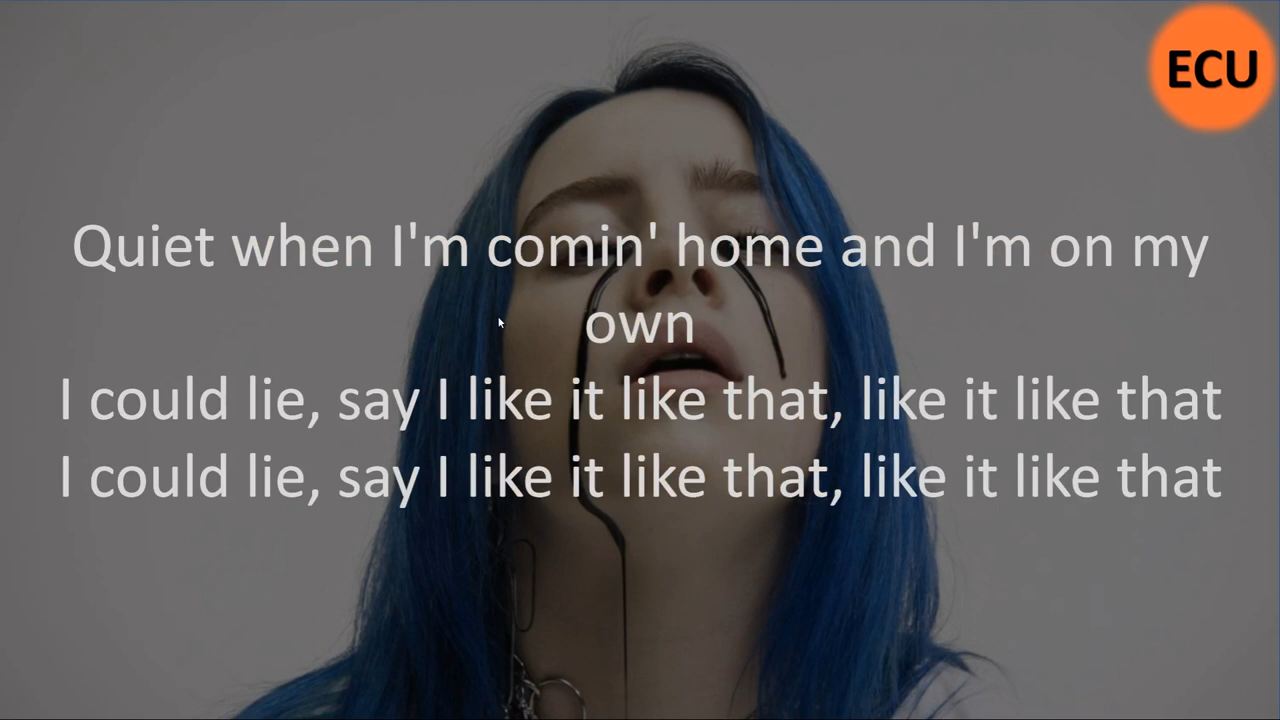 ECU
Quiet when I'm comin' home and I'm on my
own
I could lie, say I like it like that, like it like that
I could lie, say I like it like that, like it like that